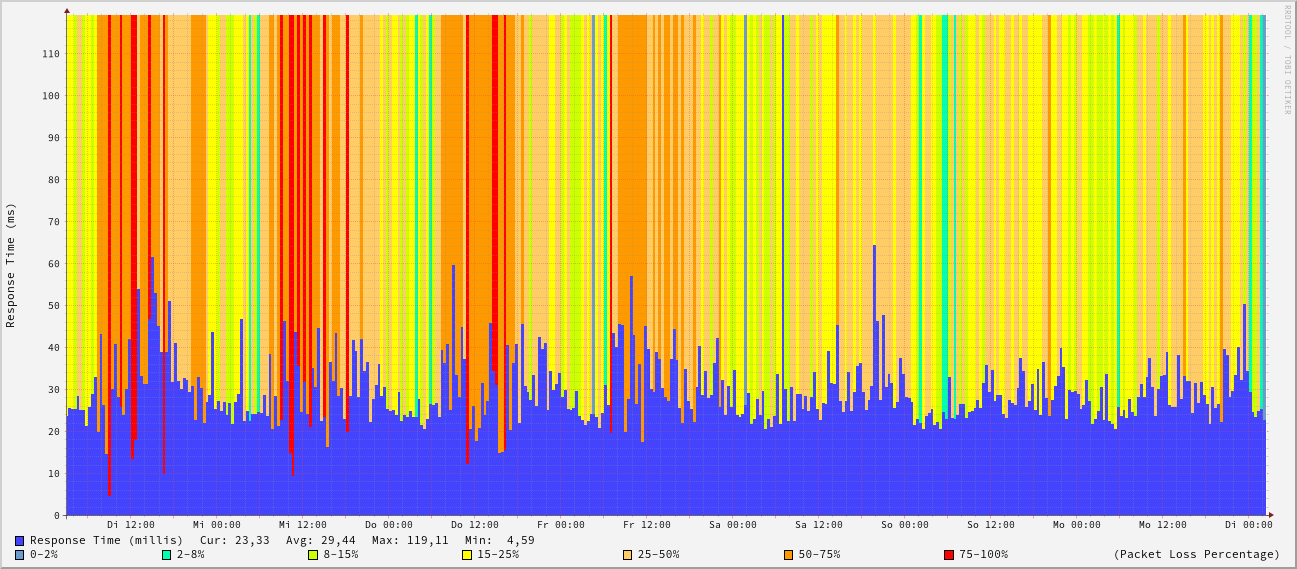 RRDTOOL / TOBI OETIKER
Response Time (ms)
110
100
90
80
70
60
50
40
30
20
10
0
Di 12:00 Mi 00:00 Mi 12:00 Do 00:00 Do 12:00 Fr 00:00 Fr 12:00 Sa 00:00 Sa 12:00 So 00:00 So 12:00 Mo 00:00 Mo 12:00 Di 00:00
Response Time (millis) Cur: 23,33 Avg: 29,44 Max: 119,11 Min: 4,59
0-2% 2-8% 8-15% 15-25% 25-50% 50-75% 75-100% (Packet Loss Percentage)